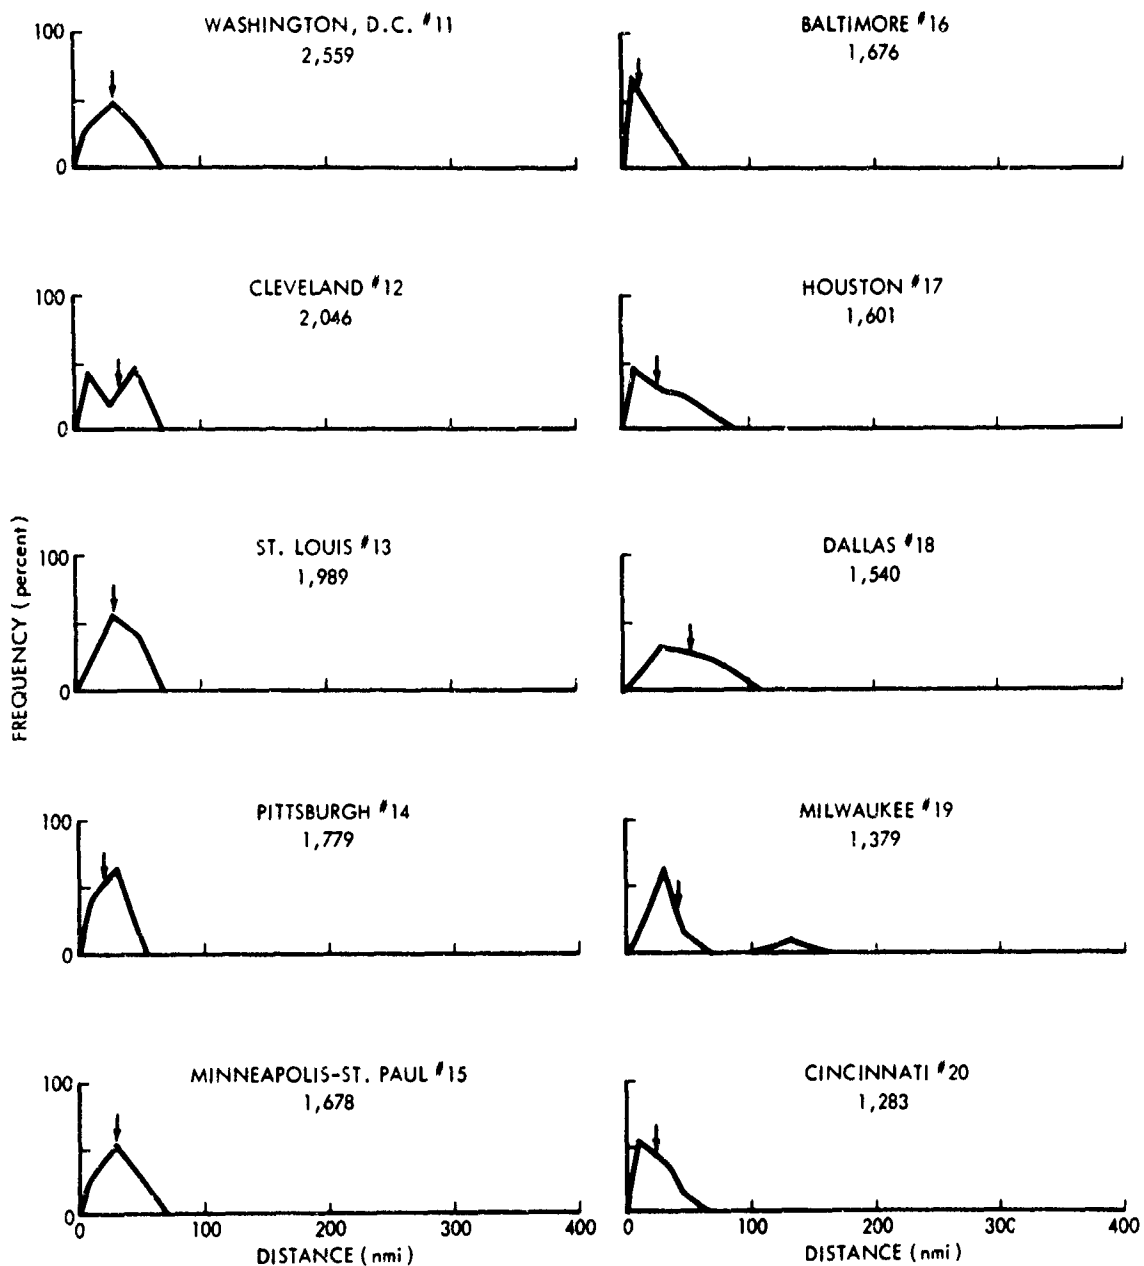 WASHINGTON, D.C. #11
2,559
100
0
BALTIMORE #16
1,676
CLEVELAND #12
2,046
100
0
HOUSTON #17
1,601
FREQUENCY (percent)
ST. LOUIS #13
1,989
100
0
DALLAS #18
1,540
PITTSBURGH #14
1,779
100
0
MILWAUKEE #19
1,379
MINNEAPOLIS-ST. PAUL #15
1,678
100
0
0 100 200 300 400
DISTANCE (nmi)
CINCINNATI #20
1,283
0 100 200 300 400
DISTANCE (nmi)